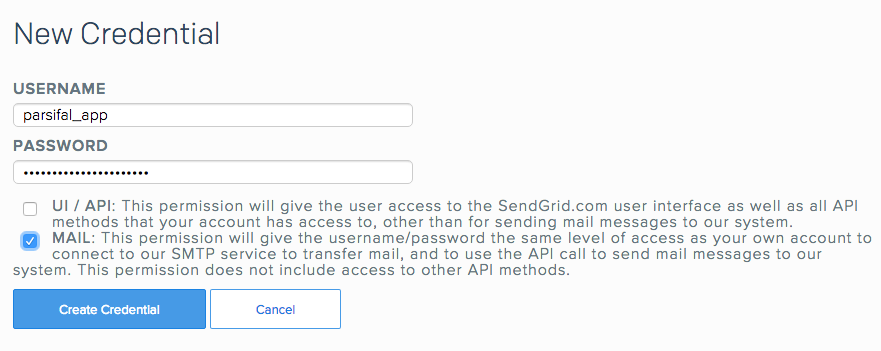 New Credential
USERNAME
parsifal_app
PASSWORD
••••••••••••••••••••••
UI / API: This permission will give the user access to the SendGrid.com user interface as well as all API
methods that your account has access to, other than for sending mail messages to our system.
MAIL: This permission will give the username/password the same level of access as your own account to
connect to our SMTP service to transfer mail, and to use the API call to send mail messages to our
system. This permission does not include access to other API methods.
Create Credential
Cancel